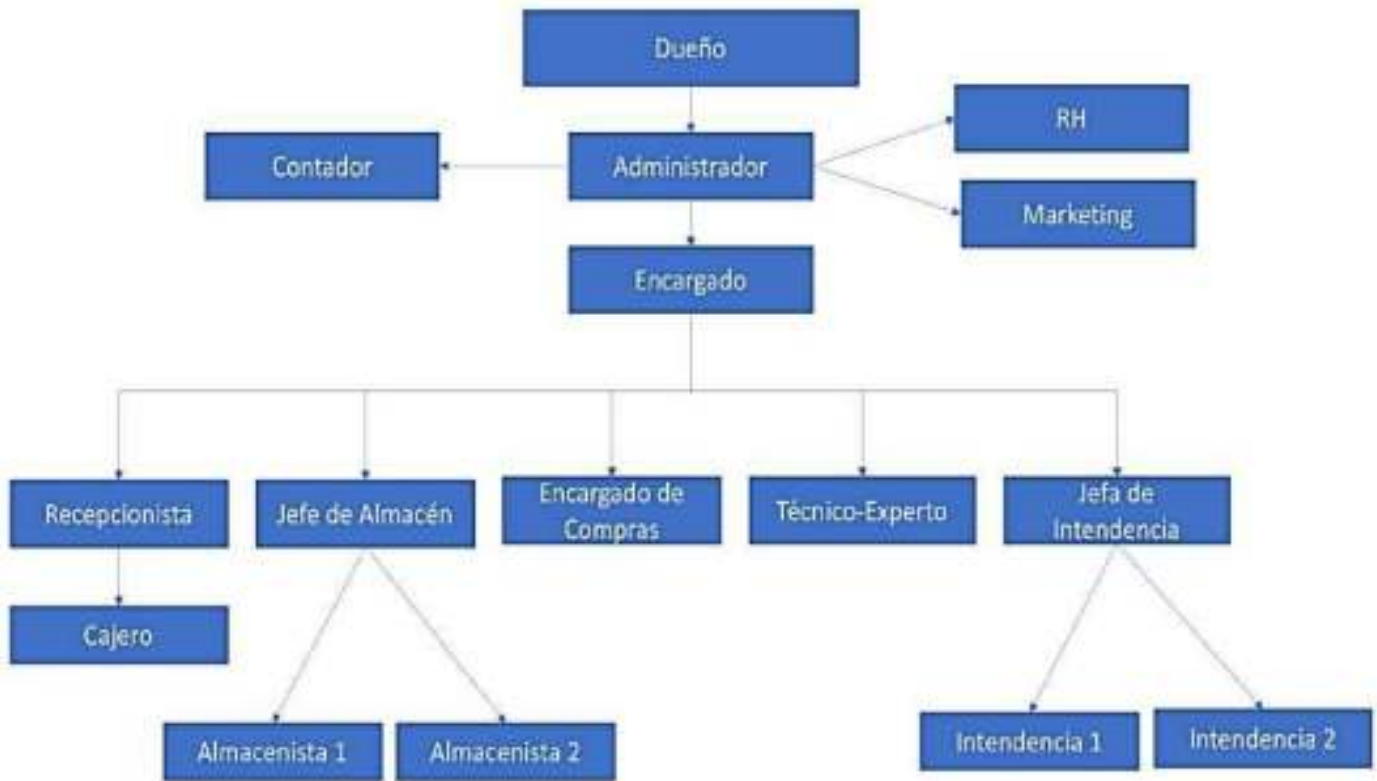 Dueño
RH
Contador
Administrador
Marketing
Encargado
Recepcionista
Jefe de Almacén
Encargado de
Compras
Técnico-Experto
Jefa de
Intendencia
Cajero
Almacenista 1
Almacenista 2
Intendencia 1
Intendencia 2